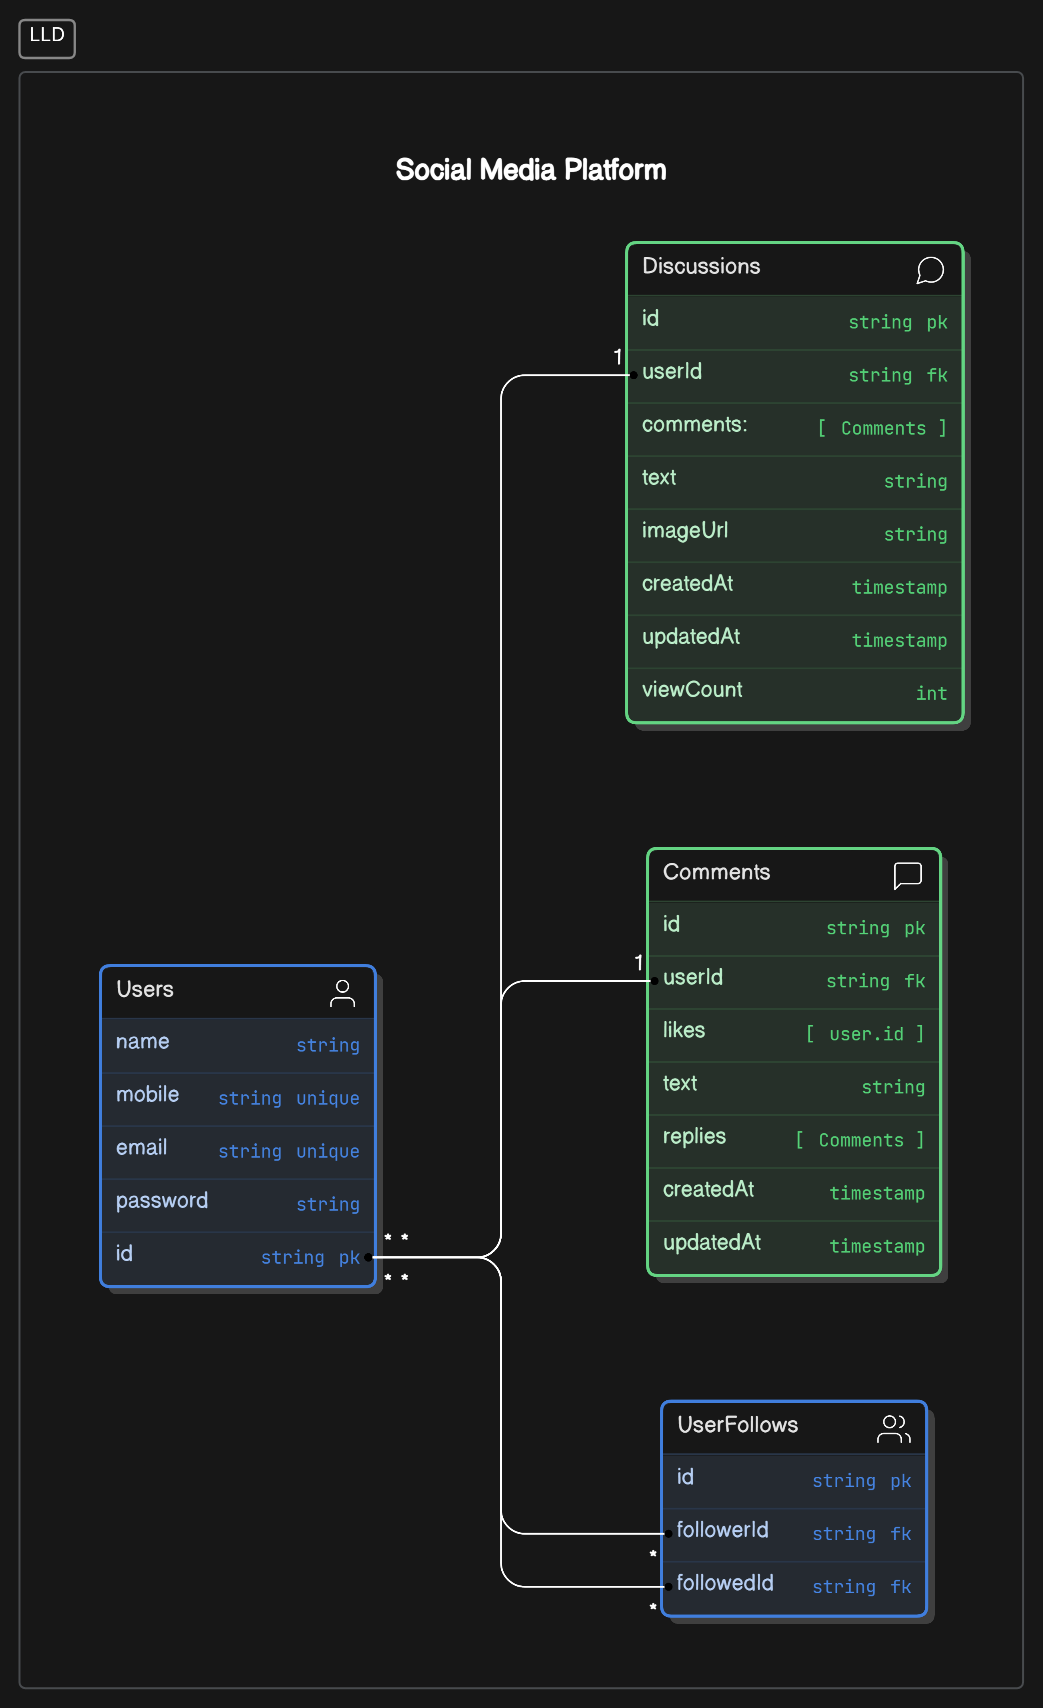 LLD
Social Media Platform
Discussions
id string pk
1
userId string fk
comments: [ Comments ]
text string
imageUrl string
createdAt timestamp
updatedAt timestamp
viewCount int
Comments
id string pk
1
userId string fk
likes [ user.id ]
text string
replies [ Comments ]
createdAt timestamp
updatedAt timestamp
Users
name string
mobile string unique
email string unique
password string
id string pk
* *
* *
UserFollows
id string pk
followerId string fk
*
followedId string fk
*